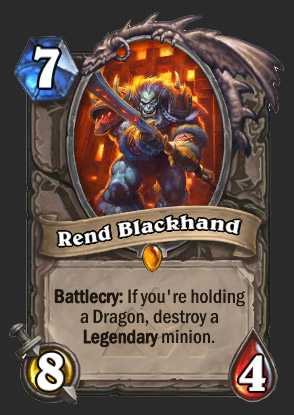 7
Rend Blackhand
Battlecry: If you're holding
a Dragon, destroy a
Legendary minion.
8
4